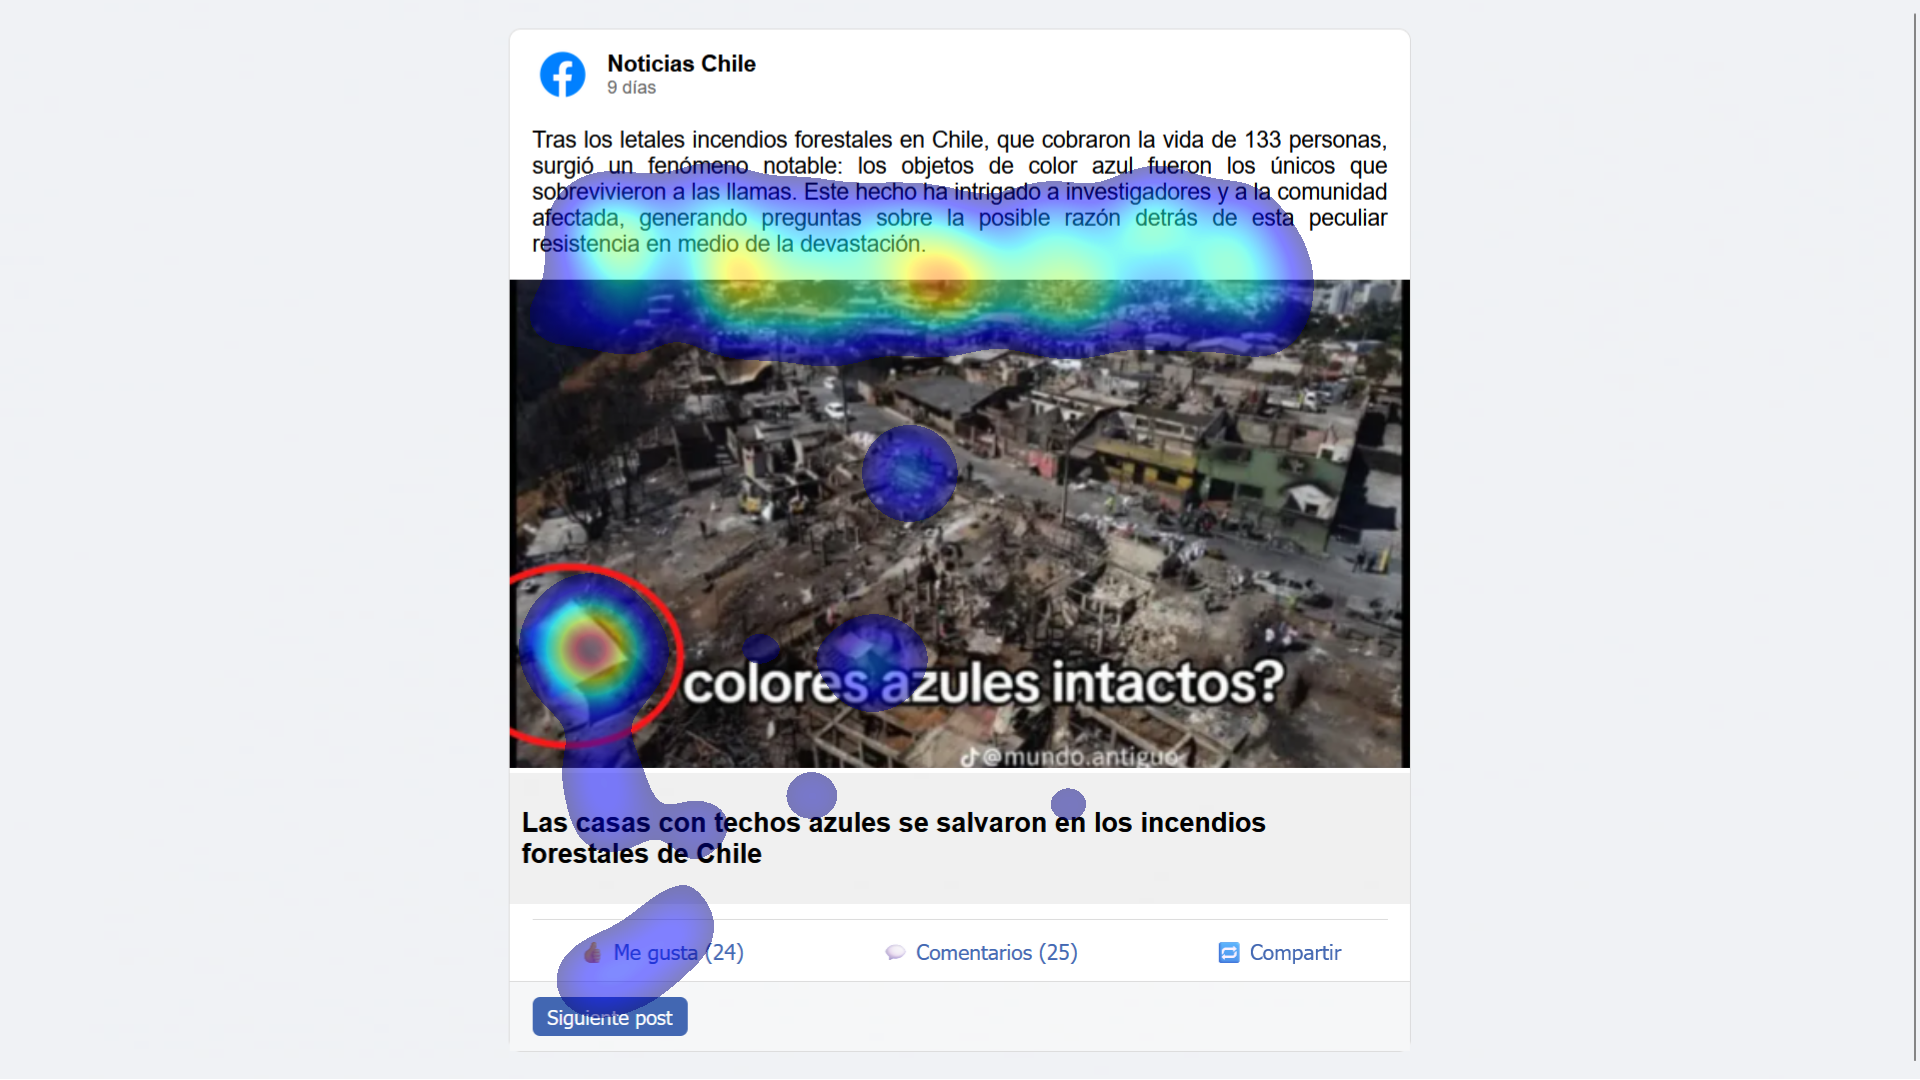 Noticias Chile
9 días
Tras los letales incendios forestales en Chile, que cobraron la vida de 133 personas,
surgió un fenómeno notable: los objetos de color azul fueron los únicos que
sobrevivieron a las llamas. Este hecho ha intrigado a investigadores y a la comunidad
afectada, generando preguntas sobre la posible razón detrás de esta peculiar
resistencia en medio de la devastación.
colores azules intactos?
@mundo.antiguo
Las casas con techos azules se salvaron en los incendios
forestales de Chile
Me gusta (24) Comentarios (25) Compartir
Siguiente post